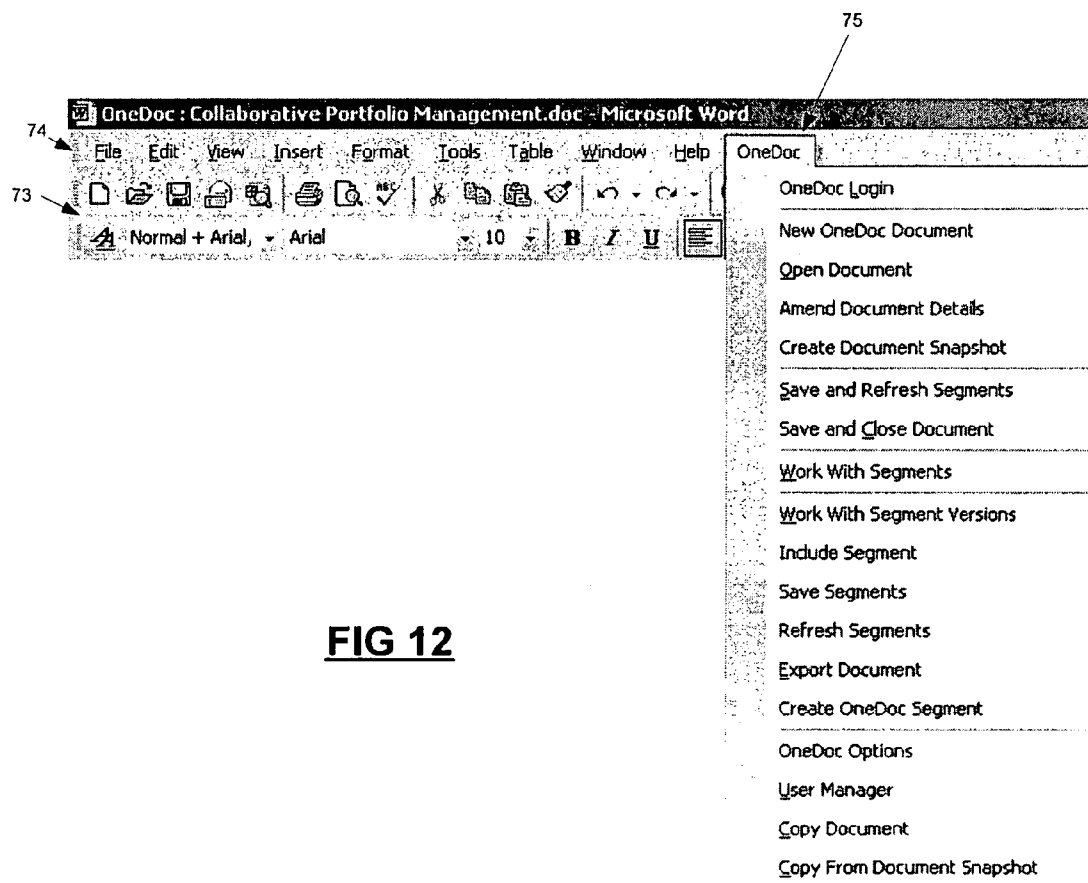 75
OneDoc : Collaborative Portfolio Management.doc - Microsoft Word
74
File Edit View Insert Format Tools Table Window Help OneDoc
73
ABC
Normal + Arial, Arial 10 B I U
OneDoc Login
New OneDoc Document
Open Document
Amend Document Details
Create Document Snapshot
Save and Refresh Segments
Save and Close Document
Work With Segments
Work With Segment Versions
Include Segment
Save Segments
Refresh Segments
Export Document
Create OneDoc Segment
OneDoc Options
User Manager
Copy Document
Copy From Document Snapshot
FIG 12